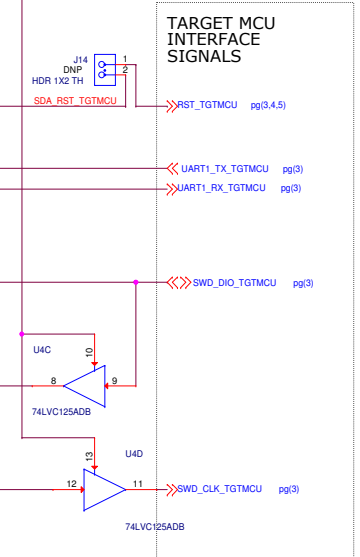 TARGET MCU
INTERFACE
SIGNALS
J14
DNP
HDR 1X2 TH
1
2
SDA_RST_TGTMCU
RST_TGTMCU pg(3,4,5)
UART1_TX_TGTMCU pg(3)
UART1_RX_TGTMCU pg(3)
SWD_DIO_TGTMCU pg(3)
U4C
10
8
9
74LVC125ADB
U4D
13
12
11
SWD_CLK_TGTMCU pg(3)
74LVC125ADB